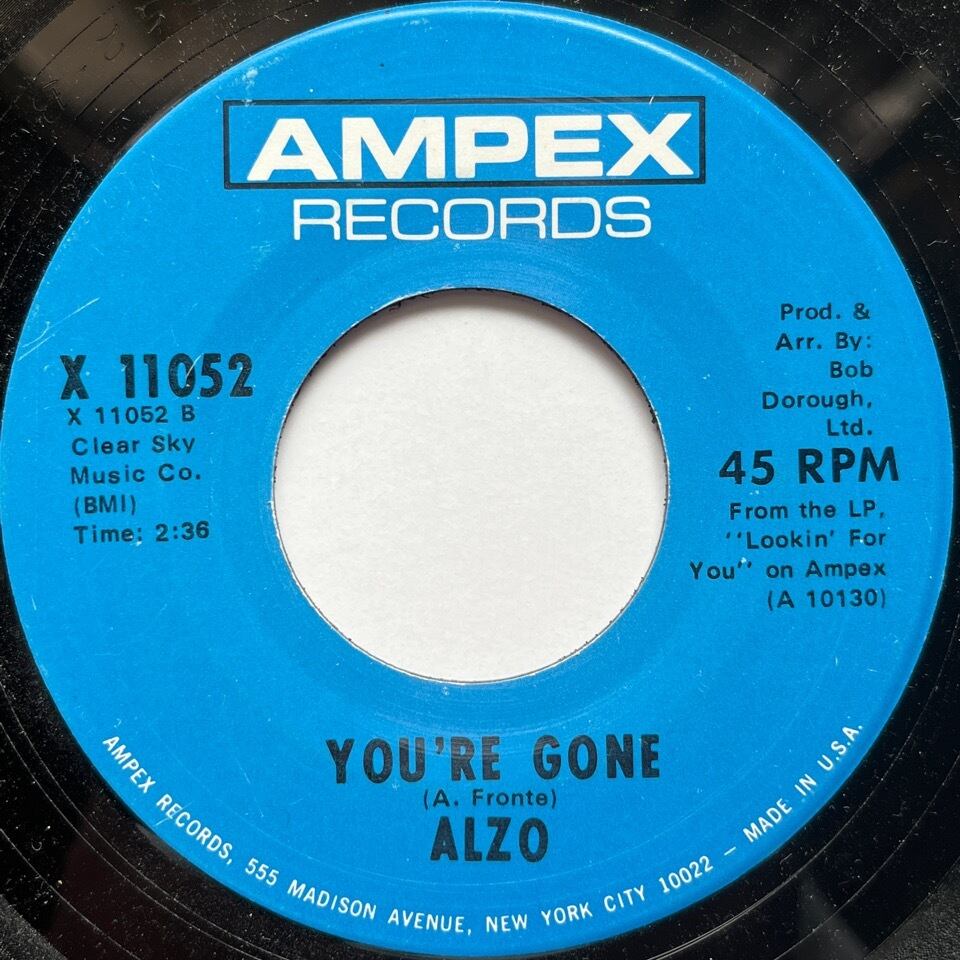 AMPEX
RECORDS
X 11052
X 11052 B
Clear Sky
Music Co.
(BMI)
Time: 2:36
Prod. &
Arr. By:
Bob
Dorough,
Ltd.
45 RPM
From the LP,
"Lookin' For
You" on Ampex
(A 10130)
YOU'RE GONE
(A. Fronte)
ALZO
AMPEX RECORDS, 555 MADISON AVENUE, NEW YORK CITY 10022 – MADE IN U.S.A.